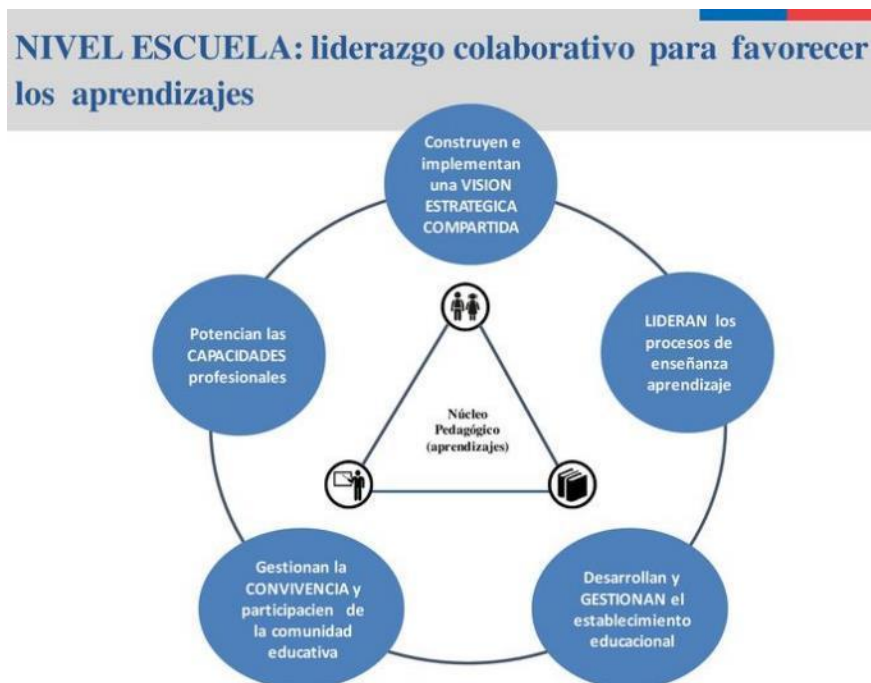 NIVEL ESCUELA: liderazgo colaborativo para favorecer
los aprendizajes
Construyen e
implementan
una VISION
ESTRATEGICA
COMPARTIDA
Potencian las
CAPACIDADES
profesionales
LIDERAN los
procesos de
enseñanza
aprendizaje
Núcleo
Pedagógico
(aprendizajes)
Gestionan la
CONVIVENCIA y
participacien de
la comunidad
educativa
Desarrollan y
GESTIONAN el
establecimiento
educacional